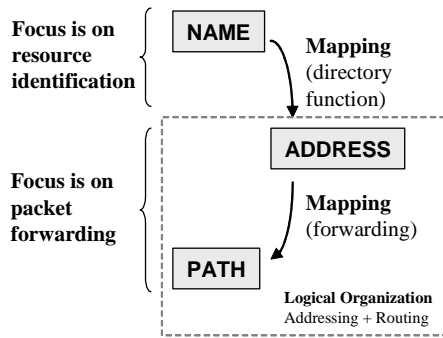 Focus is on
resource
identification
NAME
Mapping
(directory
function)
Focus is on
packet
forwarding
ADDRESS
Mapping
(forwarding)
PATH
Logical Organization
Addressing + Routing